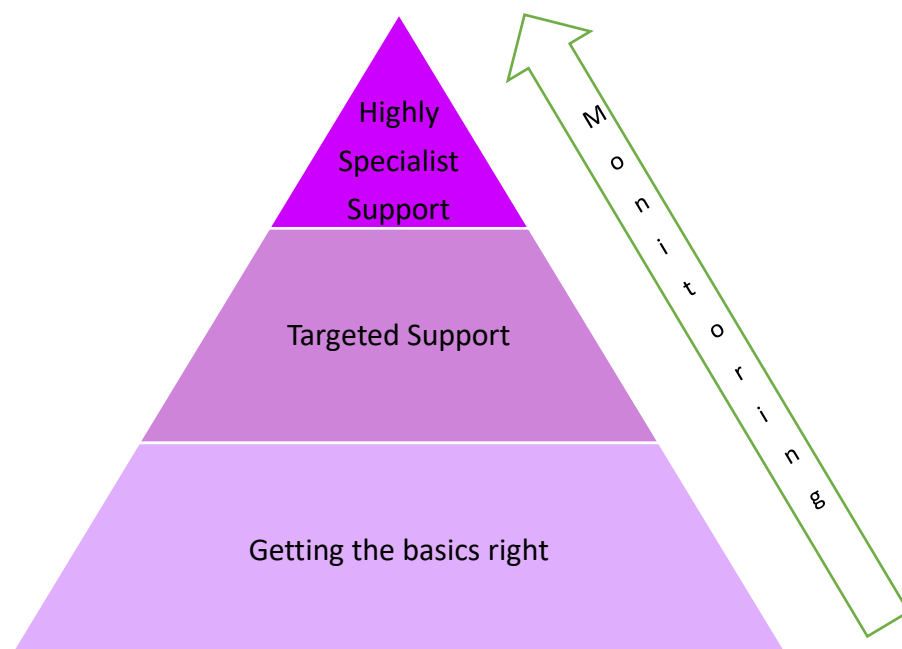 Highly
Specialist
Support
Targeted Support
Getting the basics right
Monitoring